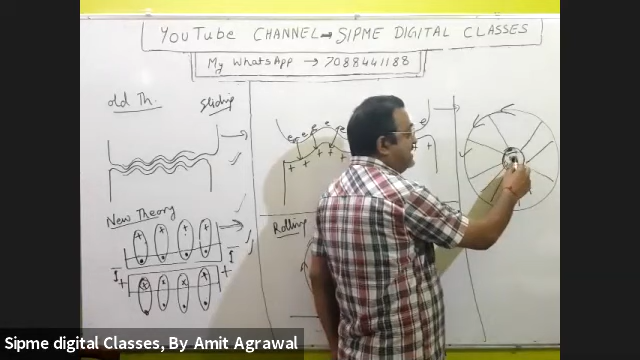 YOUTube CHANNEL → SIPME DIGITAL CLASSES
My WhatsApp → 7088441188
old Th.
Sliding
e e e e e e
+ + + + + +
New Theory
+ + + +
I I
+ +
Rolling
Sipme digital Classes, By Amit Agrawal